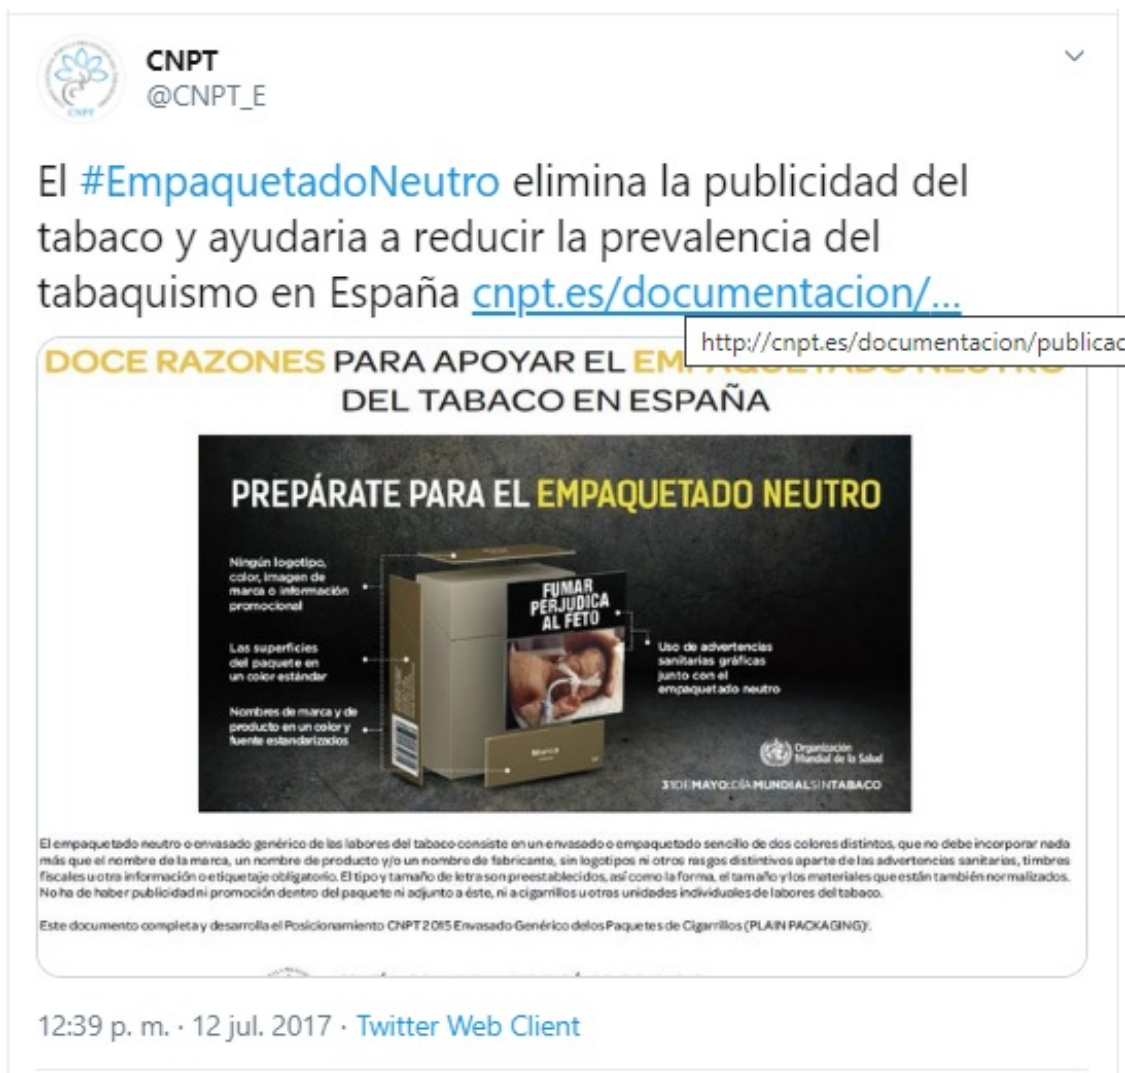 CNPT
@CNPT_E
El #EmpaquetadoNeutro elimina la publicidad del
tabaco y ayudaria a reducir la prevalencia del
tabaquismo en España cnpt.es/documentacion/...
http://cnpt.es/documentacion/publicac
DOCE RAZONES PARA APOYAR EL EMPAQUETADO NEUTRO
DEL TABACO EN ESPAÑA
PREPÁRATE PARA EL EMPAQUETADO NEUTRO
Ningún logotipo,
color, imagen de
marca o información
promocional
Las superficies
del paquete en
un color estándar
Nombres de marca y de
producto en un color y
fuente estandarizados
FUMAR
PERJUDICA
AL FETO
Uso de advertencias
sanitarias gráficas
junto con el
empaquetado neutro
Marca
Organización
Mundial de la Salud
31DEMAYO:DÍAMUNDIALSINTABACO
El empaquetado neutro o envasado genérico de las labores del tabaco consiste en un envasado o empaquetado sencillo de dos colores distintos, que no debe incorporar nada
más que el nombre de la marca, un nombre de producto y/o un nombre de fabricante, sin logotipos ni otros rasgos distintivos aparte de las advertencias sanitarias, timbres
fiscales u otra información o etiquetaje obligatorio. El tipo y tamaño de letra son preestablecidos, así como la forma, el tamaño y los materiales que están también normalizados.
No ha de haber publicidad ni promoción dentro del paquete ni adjunto a éste, ni a cigarrillos u otras unidades individuales de labores del tabaco.
Este documento completa y desarrolla el Posicionamiento CNPT 2015 Envasado Genérico de los Paquetes de Cigarrillos (PLAIN PACKAGING)¹.
12:39 p. m. · 12 jul. 2017 · Twitter Web Client